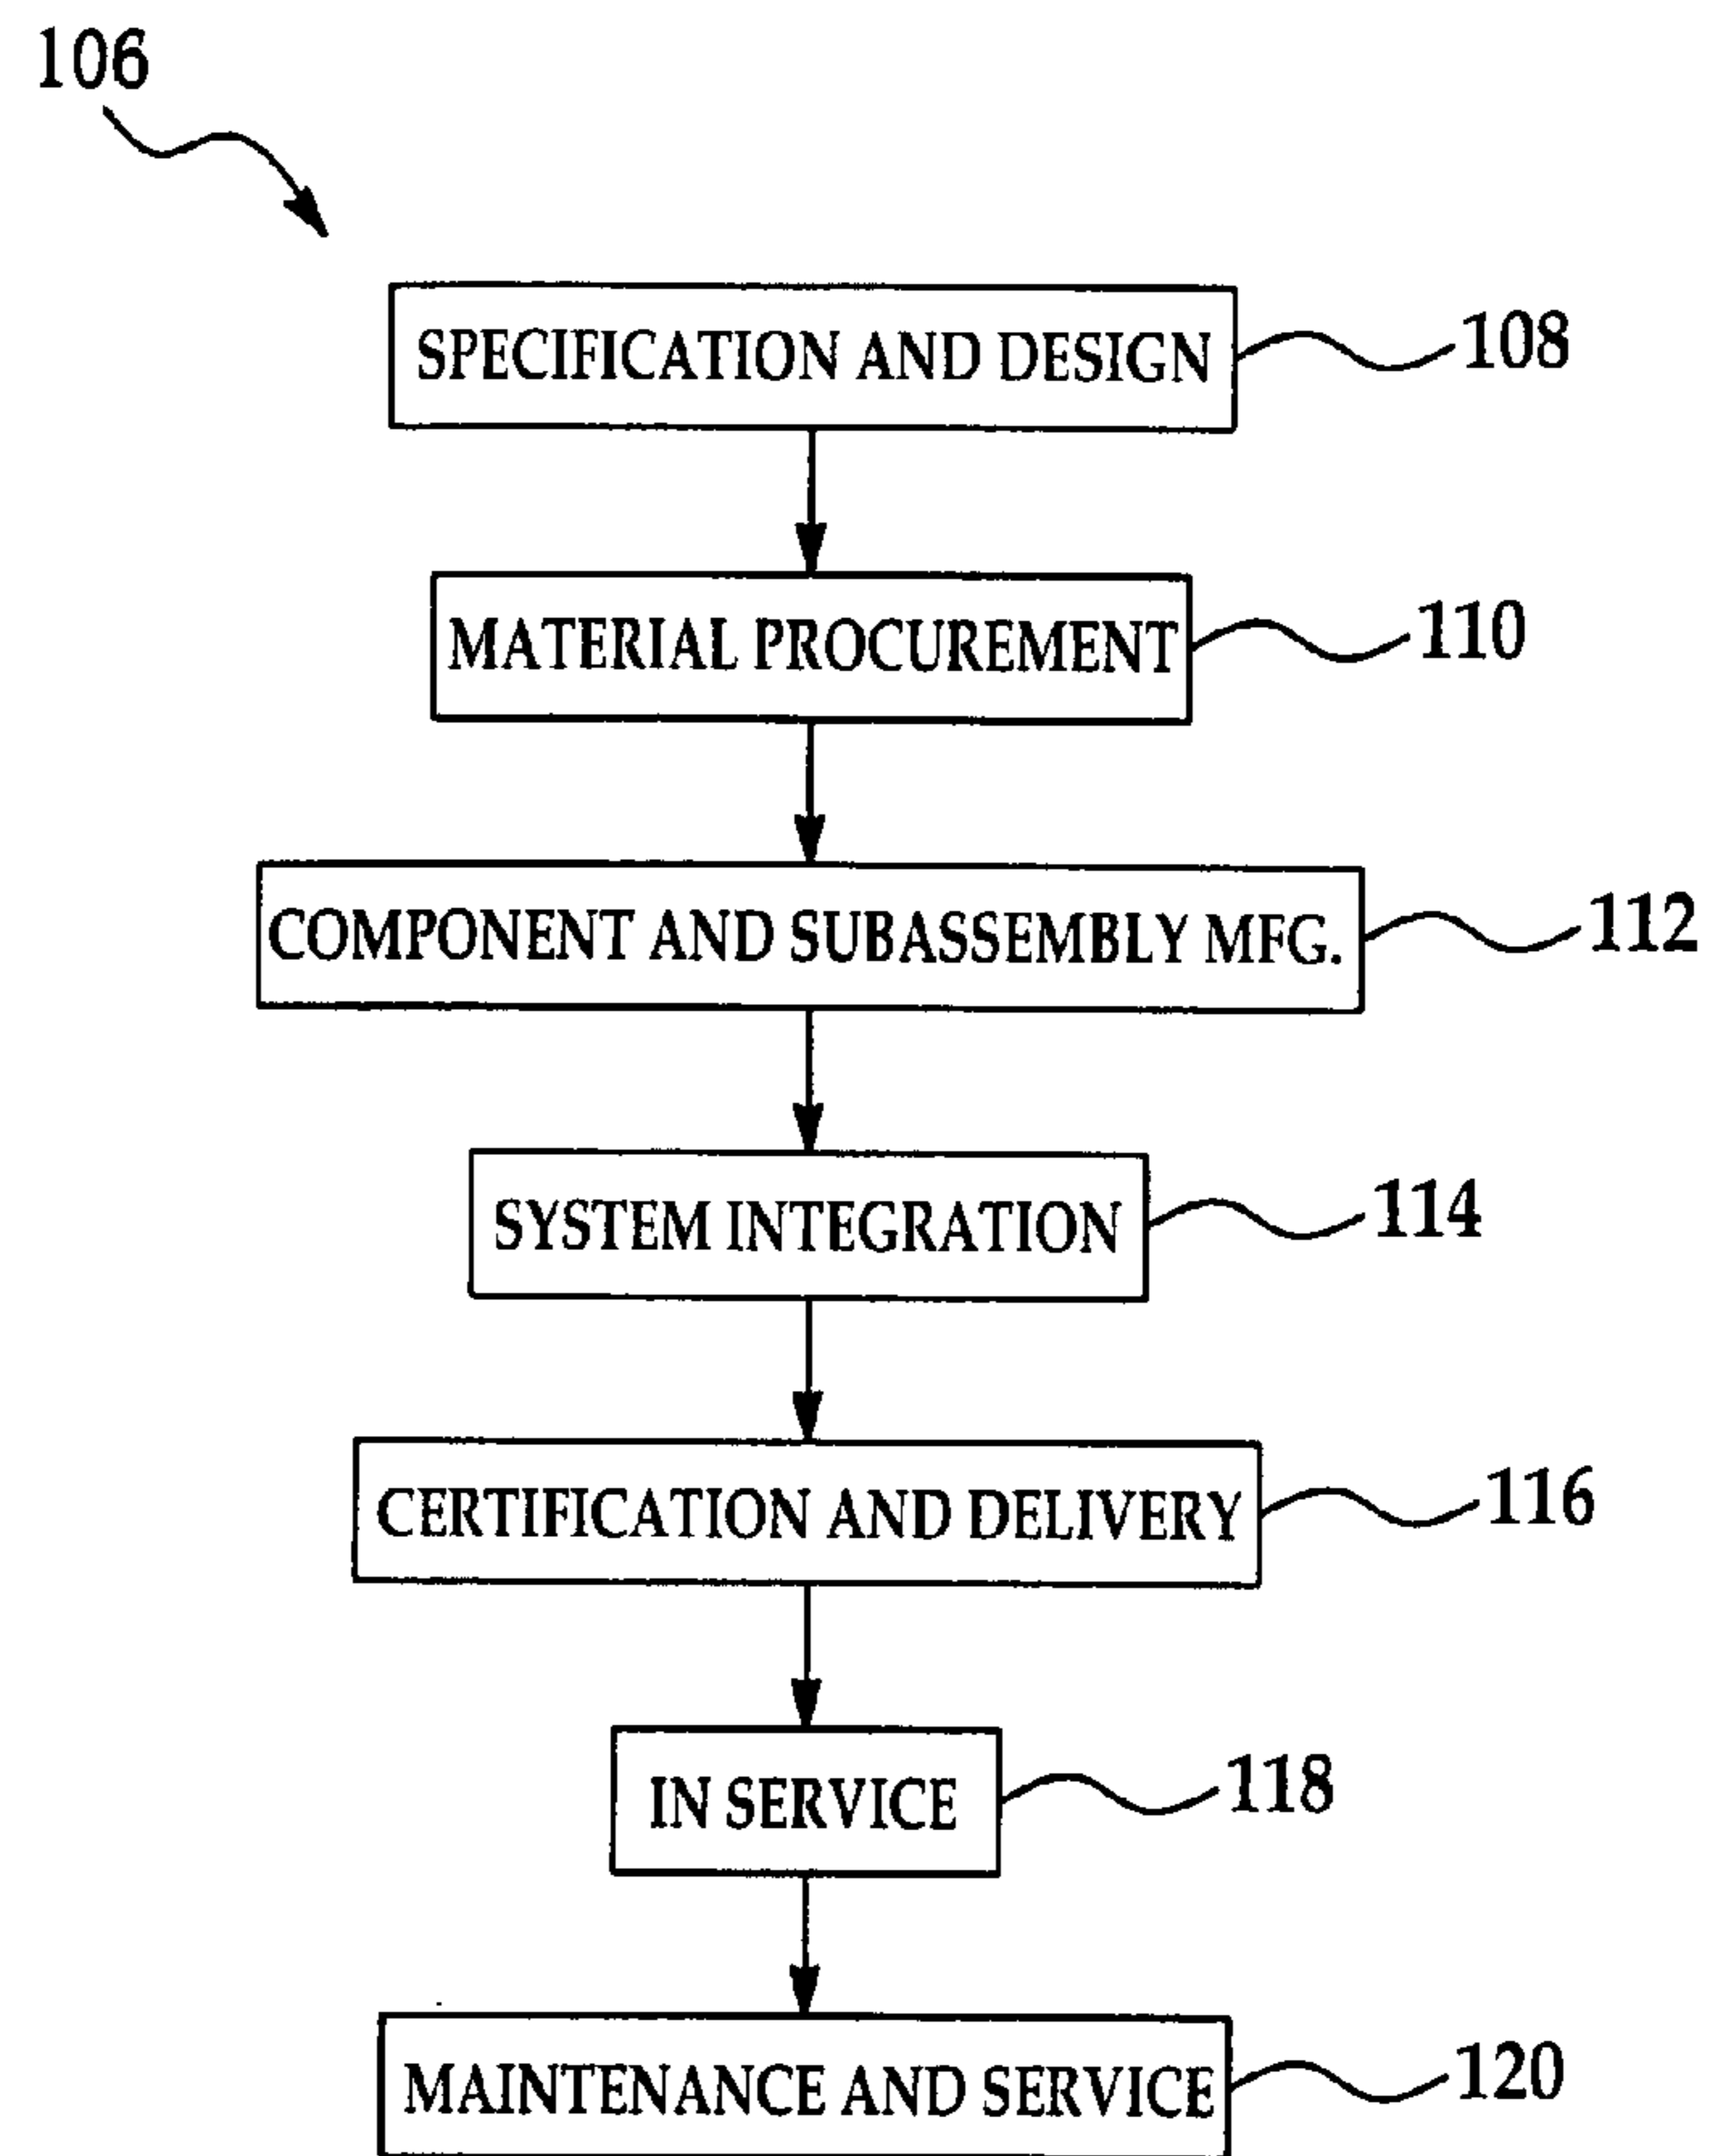 106
SPECIFICATION AND DESIGN 108
MATERIAL PROCUREMENT 110
COMPONENT AND SUBASSEMBLY MFG. 112
SYSTEM INTEGRATION 114
CERTIFICATION AND DELIVERY 116
IN SERVICE 118
MAINTENANCE AND SERVICE 120